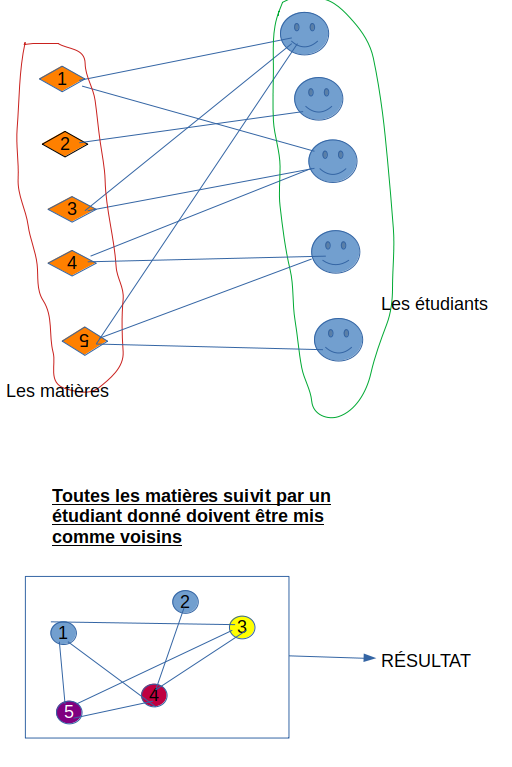 1
2
3
4
5
Les étudiants
Les matières
Toutes les matières suivit par un
étudiant donné doivent être mis
comme voisins
2
1
3
4
5
RÉSULTAT